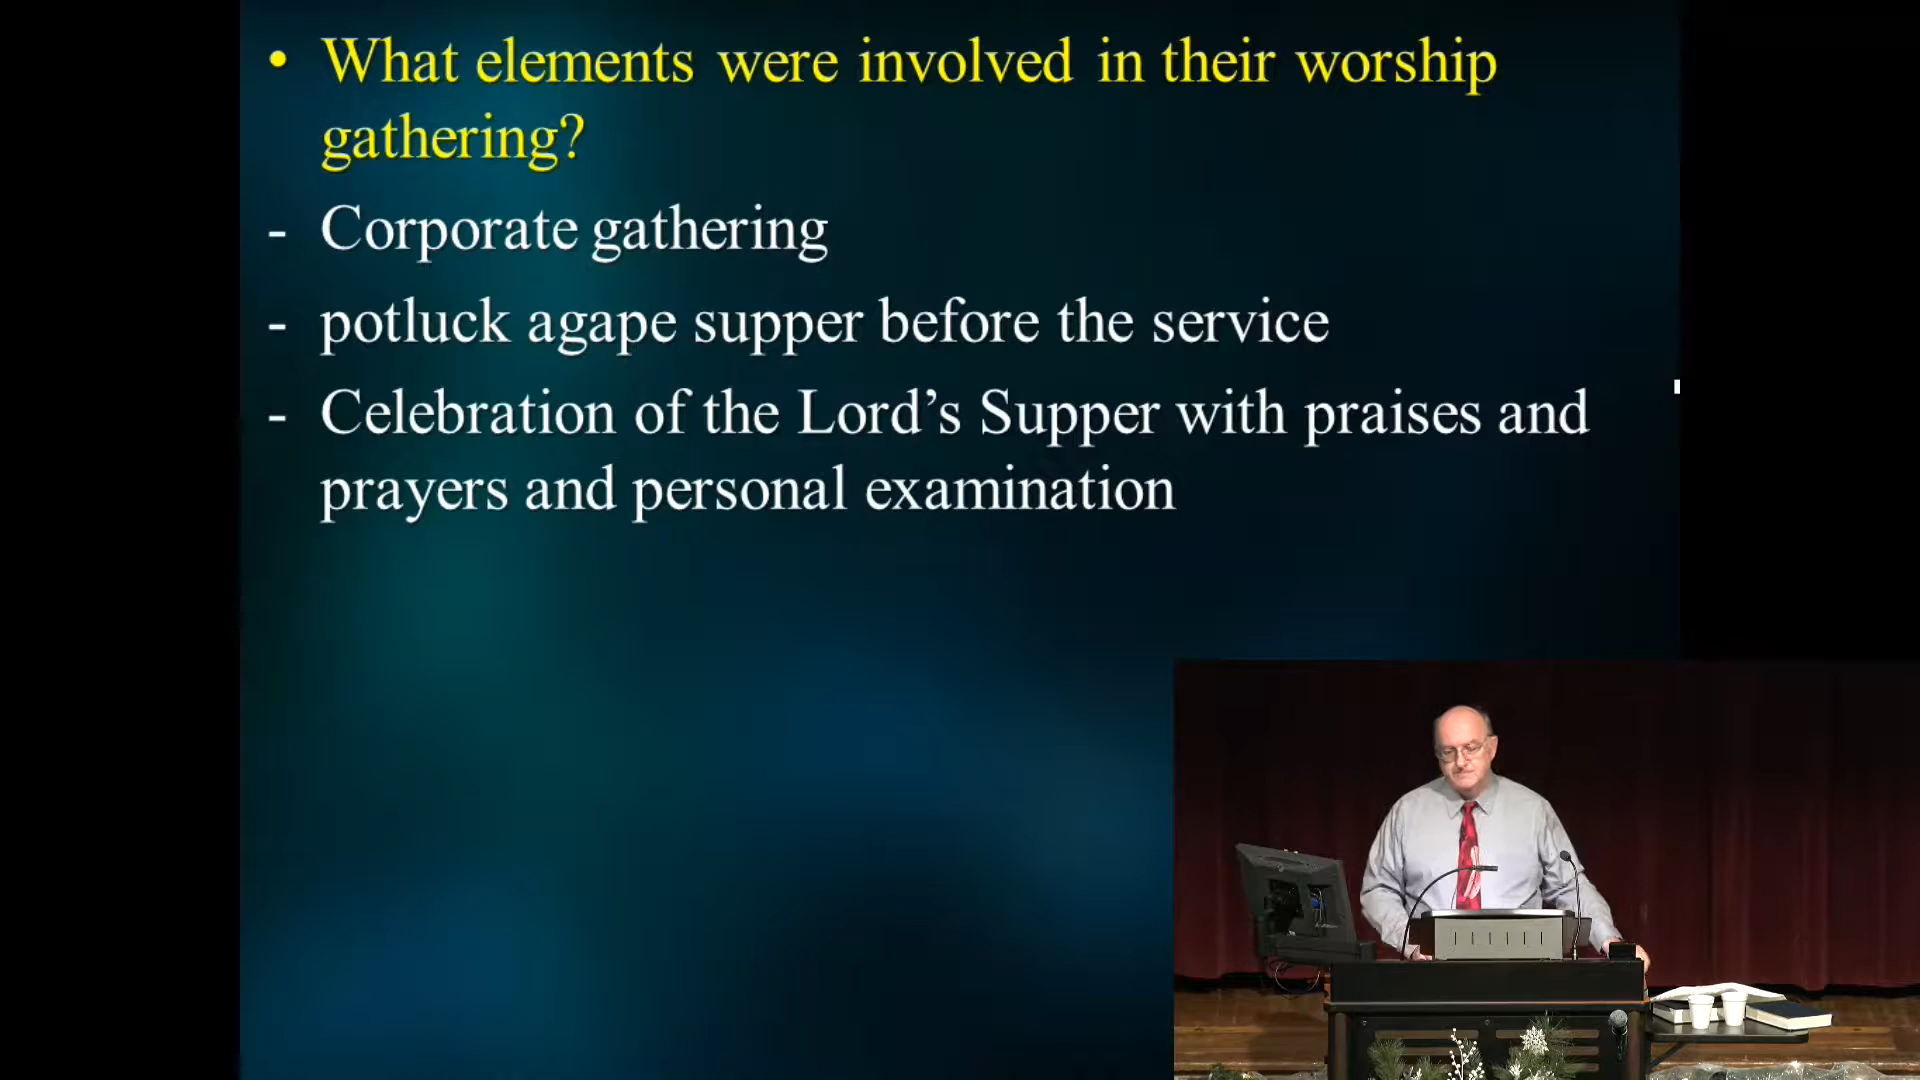 • What elements were involved in their worship
gathering?
- Corporate gathering
- potluck agape supper before the service
- Celebration of the Lord’s Supper with praises and
prayers and personal examination